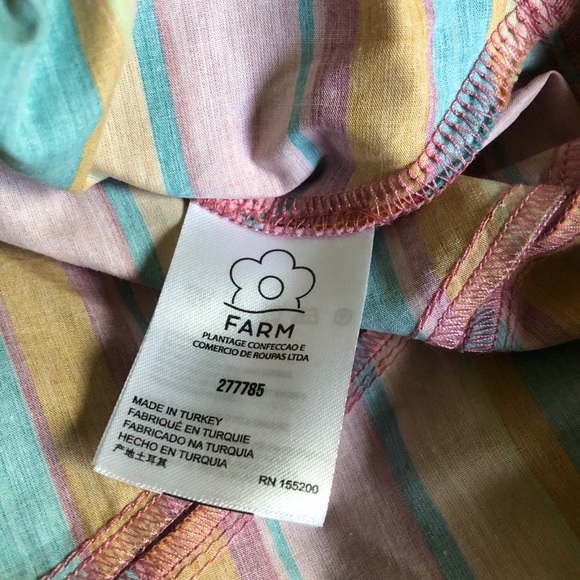 FARM
PLANTAGE CONFECCAO E
COMERCIO DE ROUPAS LTDA
277785
MADE IN TURKEY
FABRIQUÉ EN TURQUIE
FABRICADO NA TURQUIA
HECHO EN TURQUIA
产地土耳其
RN 155200